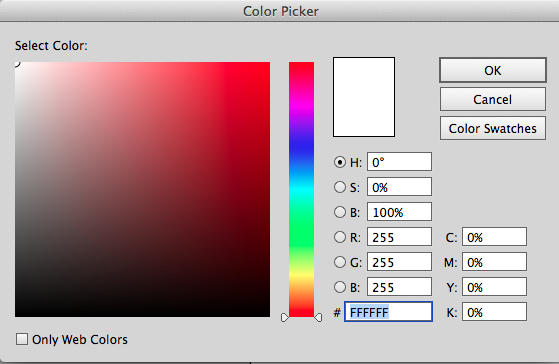 Color Picker
Select Color:
OK
Cancel
Color Swatches
H: 0°
S: 0%
B: 100%
R: 255 C: 0%
G: 255 M: 0%
B: 255 Y: 0%
# FFFFFF K: 0%
Only Web Colors